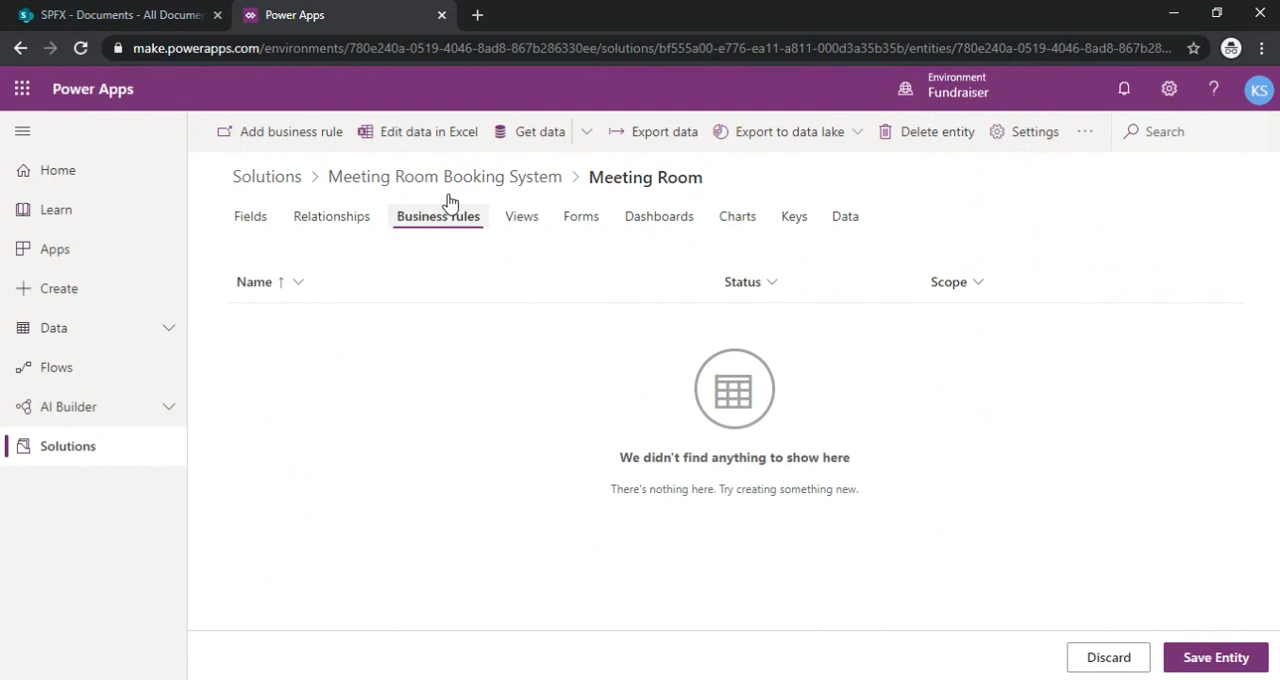 SPFX - Documents - All Docume
Power Apps
make.powerapps.com/environments/780e240a-0519-4046-8ad8-867b286330ee/solutions/bf555a00-e776-ea11-a811-000d3a35b35b/entities/780e240a-0519-4046-8ad8-867b28...
Power Apps
Environment
Fundraiser
KS
Add business rule Edit data in Excel Get data Export data Export to data lake Delete entity Settings ... Search
Solutions > Meeting Room Booking System > Meeting Room
Fields Relationships Business rules Views Forms Dashboards Charts Keys Data
Home
Learn
Apps
Create
Data
Flows
AI Builder
Solutions
Name ↑ Status Scope
We didn't find anything to show here
There's nothing here. Try creating something new.
Discard Save Entity